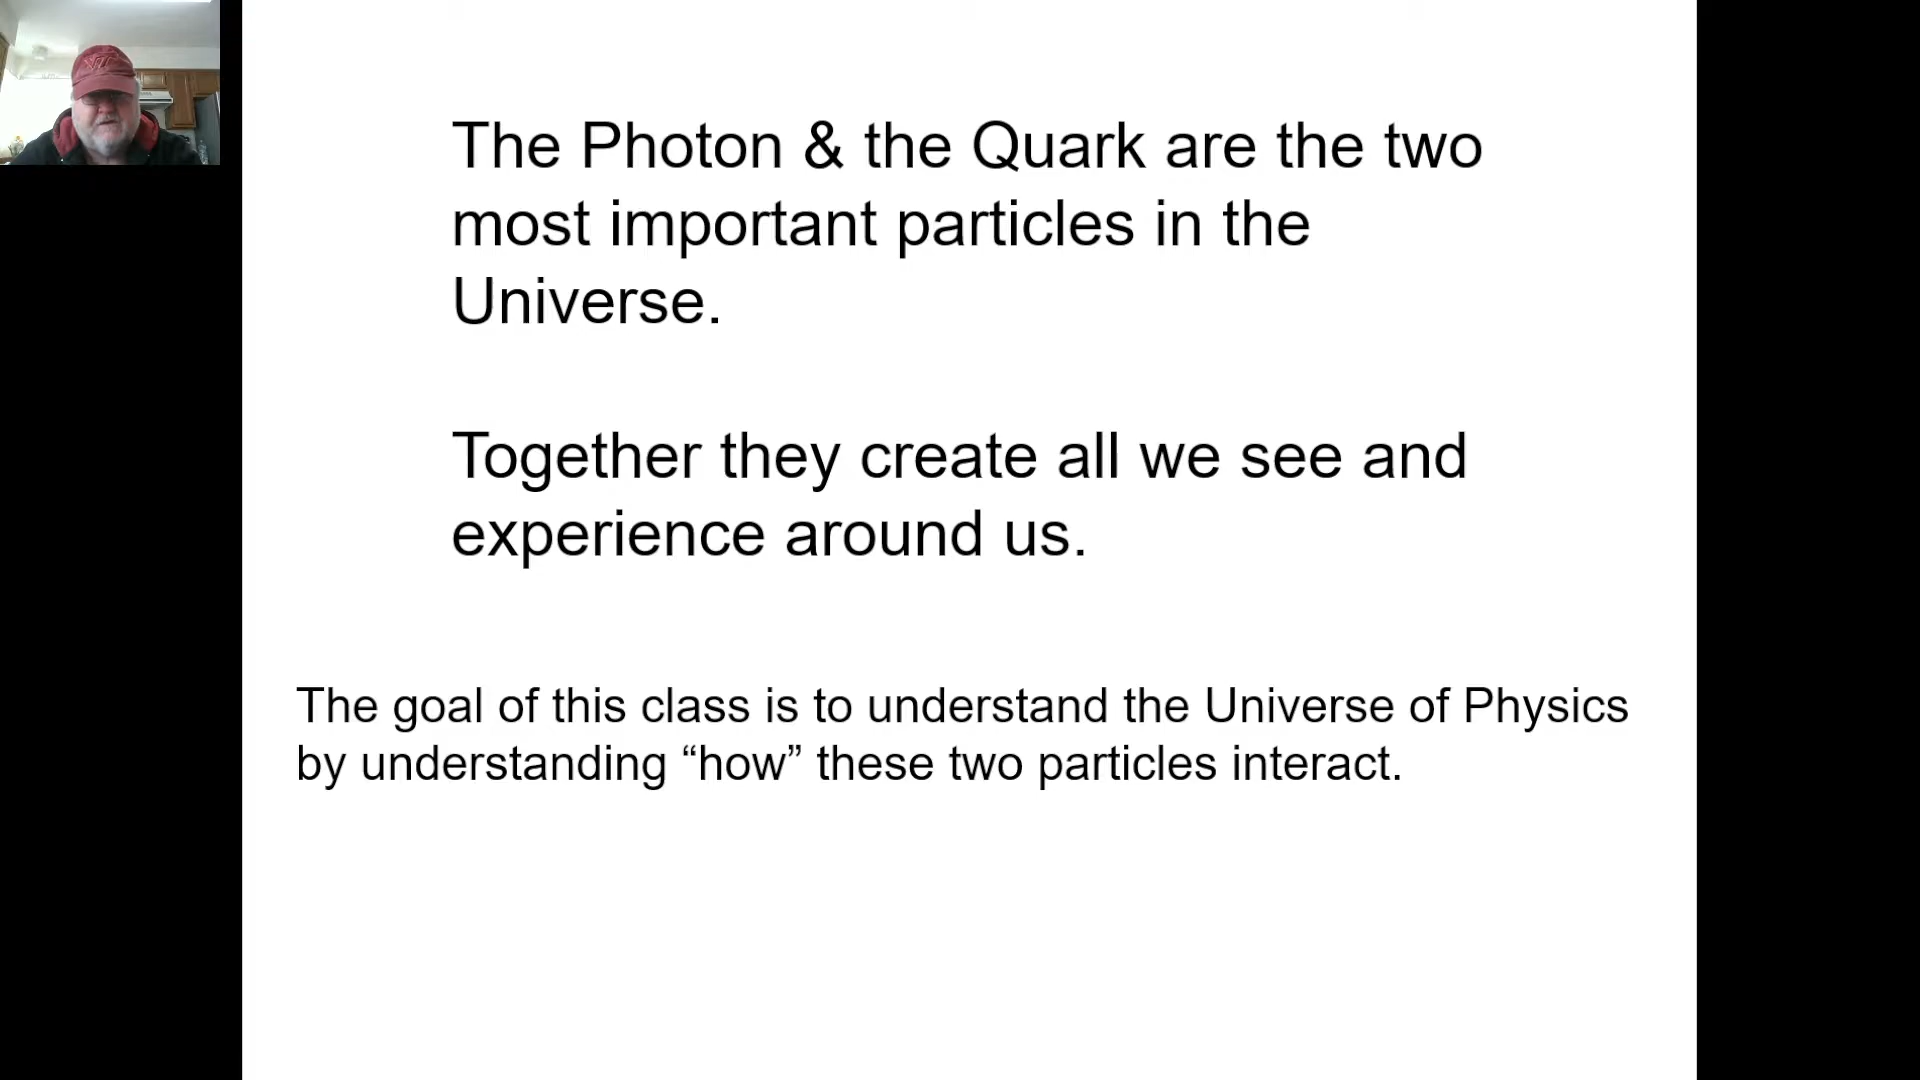 VT
The Photon & the Quark are the two
most important particles in the
Universe.
Together they create all we see and
experience around us.
The goal of this class is to understand the Universe of Physics
by understanding “how” these two particles interact.